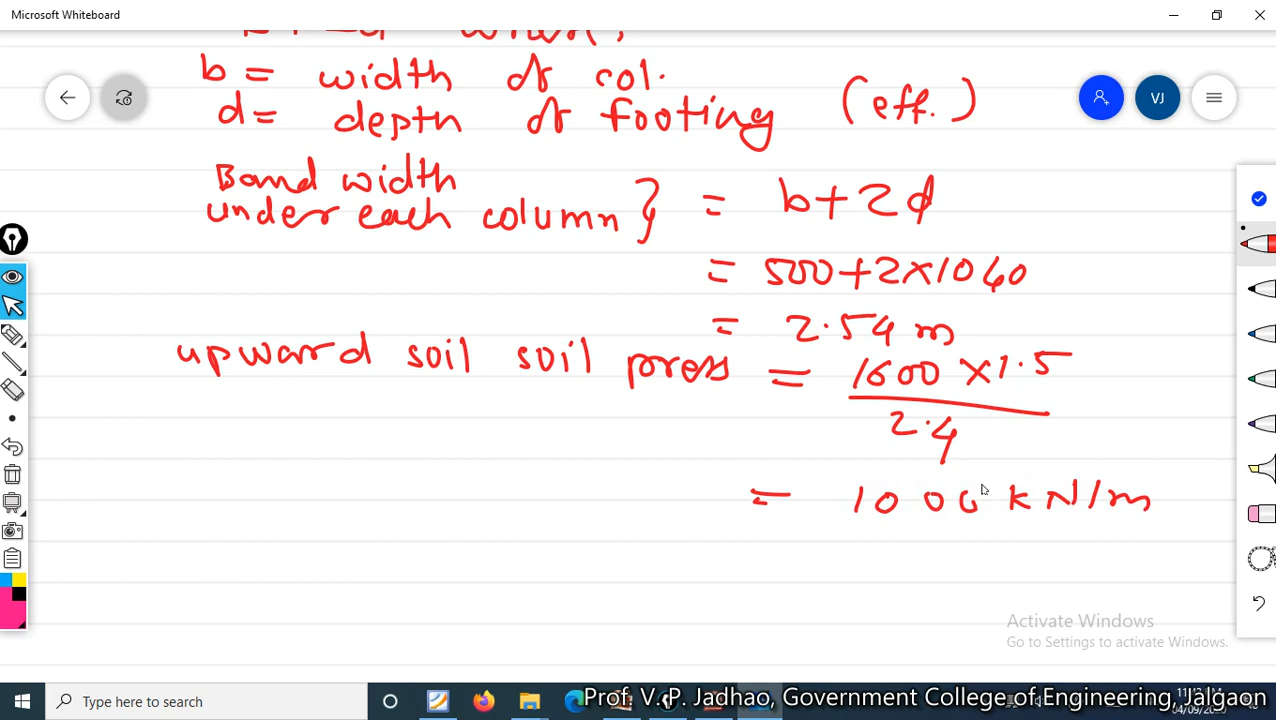 Microsoft Whiteboard
b = width of col.
d = depth of footing (eff.)
VJ
Band width
under each column } = b+2d
= 500+2×1040
= 2.54 m
upward soil soil press = 1600 ×1.5
2.4
= 1000 kN/m
Activate Windows
Go to Settings to activate Windows.
Type here to search
Prof. V. P. Jadhao, Government College of Engineering, Jalgaon